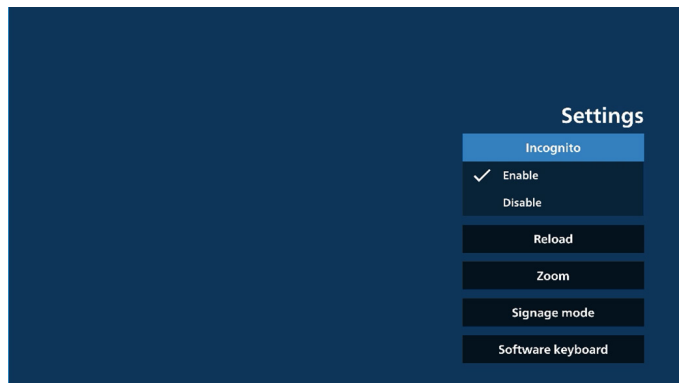 Settings
Incognito
Enable
Disable
Reload
Zoom
Signage mode
Software keyboard